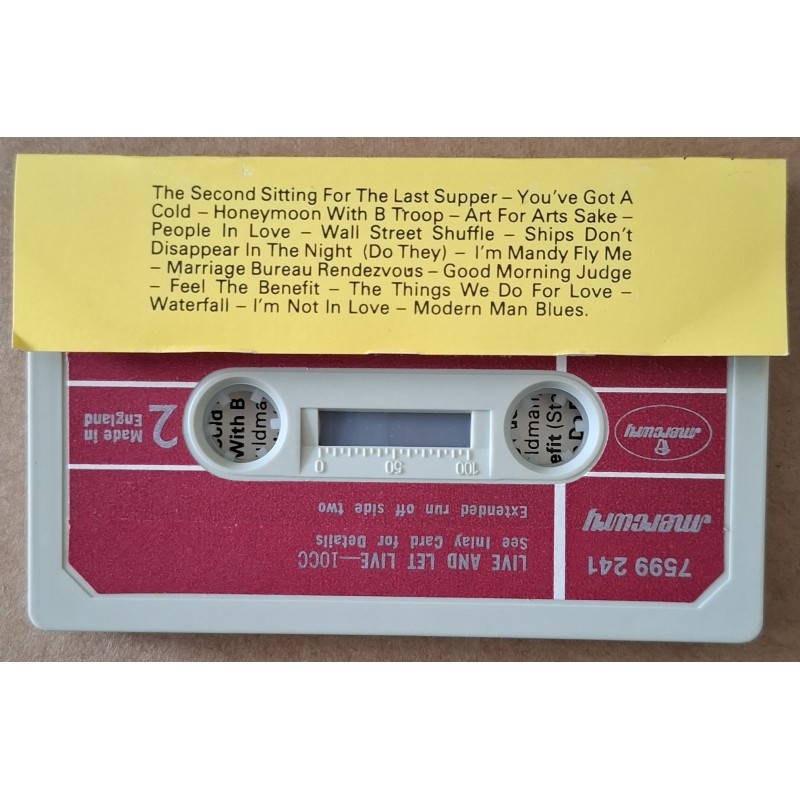 The Second Sitting For The Last Supper – You've Got A
Cold – Honeymoon With B Troop – Art For Arts Sake –
People In Love – Wall Street Shuffle – Ships Don't
Disappear In The Night (Do They) – I'm Mandy Fly Me
– Marriage Bureau Rendezvous – Good Morning Judge
– Feel The Benefit – The Things We Do For Love –
Waterfall – I'm Not In Love – Modern Man Blues.
7599 241
mercury
mercury
LIVE AND LET LIVE—10CC
See Inlay Card for Details
Extended run off side two
100 50 0
2
Made in
England
With B